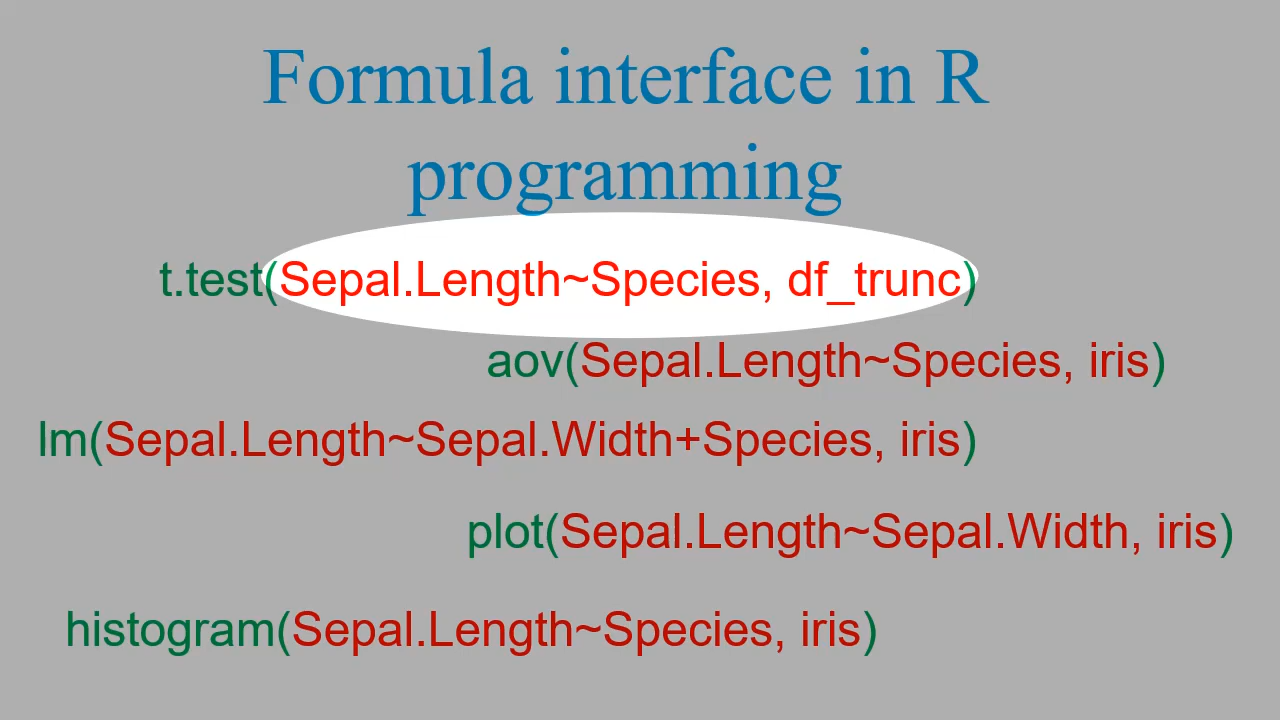 Formula interface in R
programming
t.test(Sepal.Length~Species, df_trunc)
aov(Sepal.Length~Species, iris)
lm(Sepal.Length~Sepal.Width+Species, iris)
plot(Sepal.Length~Sepal.Width, iris)
histogram(Sepal.Length~Species, iris)